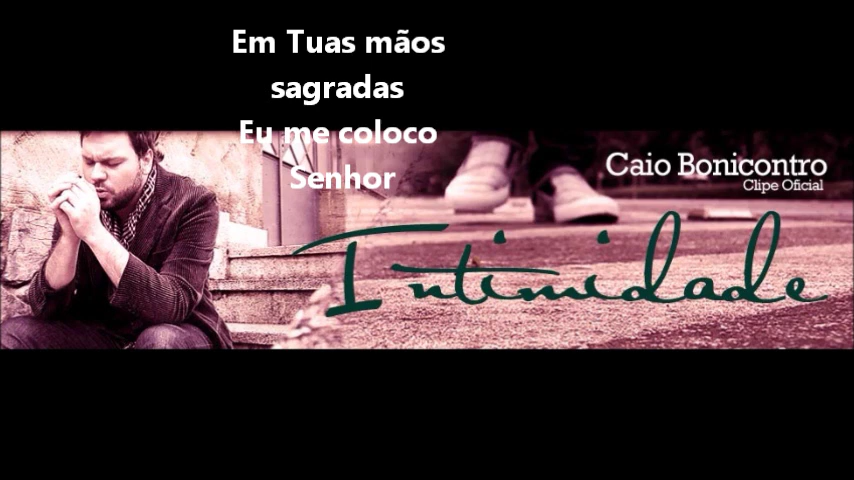 Em Tuas mãos
sagradas
Eu me coloco
Senhor
Caio Bonicontro
Clipe Oficial
Intimidade